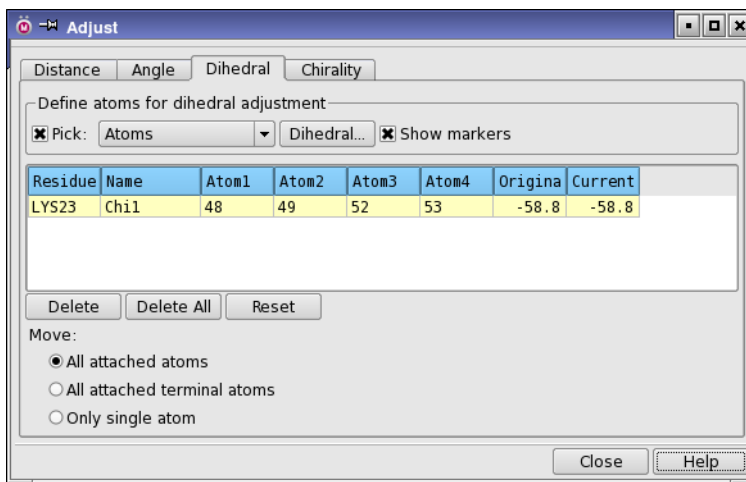 Adjust
Distance Angle Dihedral Chirality
Define atoms for dihedral adjustment
Pick: Atoms Dihedral... Show markers
Residue Name Atom1 Atom2 Atom3 Atom4 Origina Current
LYS23 Chi1 48 49 52 53 -58.8 -58.8
Delete Delete All Reset
Move:
All attached atoms
All attached terminal atoms
Only single atom
Close Help